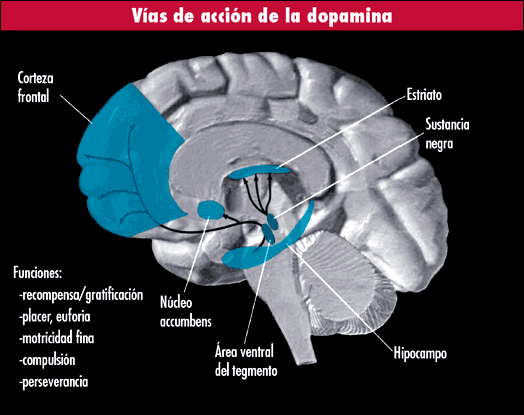 Vías de acción de la dopamina
Corteza
frontal
Estriato
Sustancia
negra
Funciones:
-recompensa/gratificación
-placer, euforia
-motricidad fina
-compulsión
-perseverancia
Núcleo
accumbens
Área ventral
del tegmento
Hipocampo